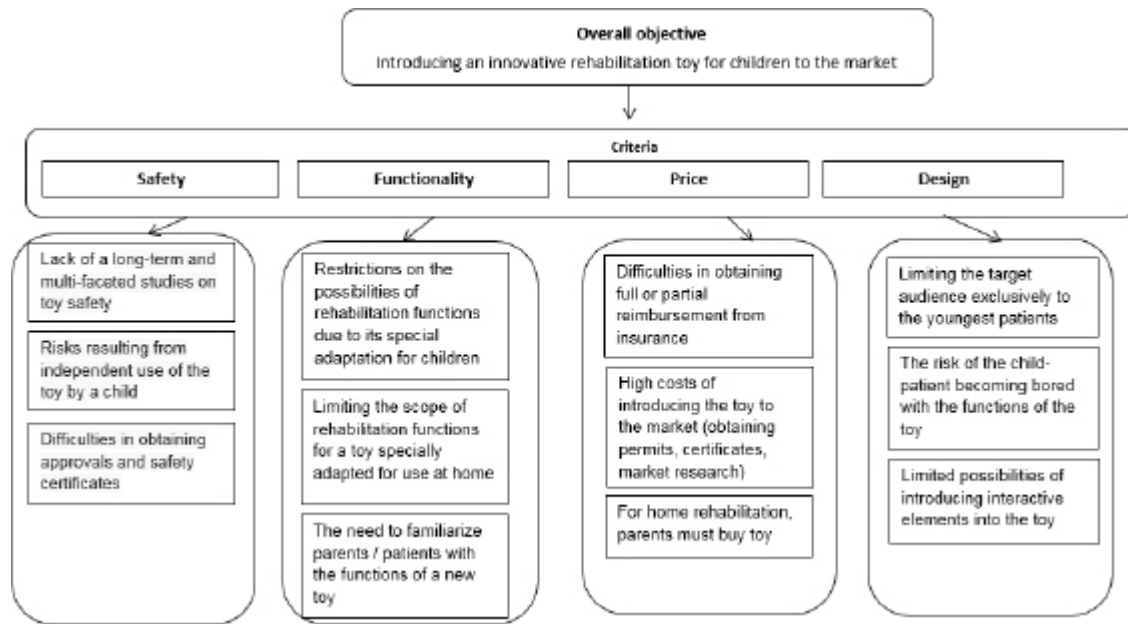 Overall objective
Introducing an innovative rehabilitation toy for children to the market
Criteria
Safety
Functionality
Price
Design
Lack of a long-term and
multi-faceted studies on
toy safety
Risks resulting from
independent use of the
toy by a child
Difficulties in obtaining
approvals and safety
certificates
Restrictions on the
possibilities of
rehabilitation functions
due to its special
adaptation for children
Limiting the scope of
rehabilitation functions
for a toy specially
adapted for use at home
The need to familiarize
parents / patients with
the functions of a new
toy
Difficulties in obtaining
full or partial
reimbursement from
insurance
High costs of
introducing the toy to
the market (obtaining
permits, certificates,
market research)
For home rehabilitation,
parents must buy toy
Limiting the target
audience exclusively to
the youngest patients
The risk of the child-
patient becoming bored
with the functions of the
toy
Limited possibilities of
introducing interactive
elements into the toy